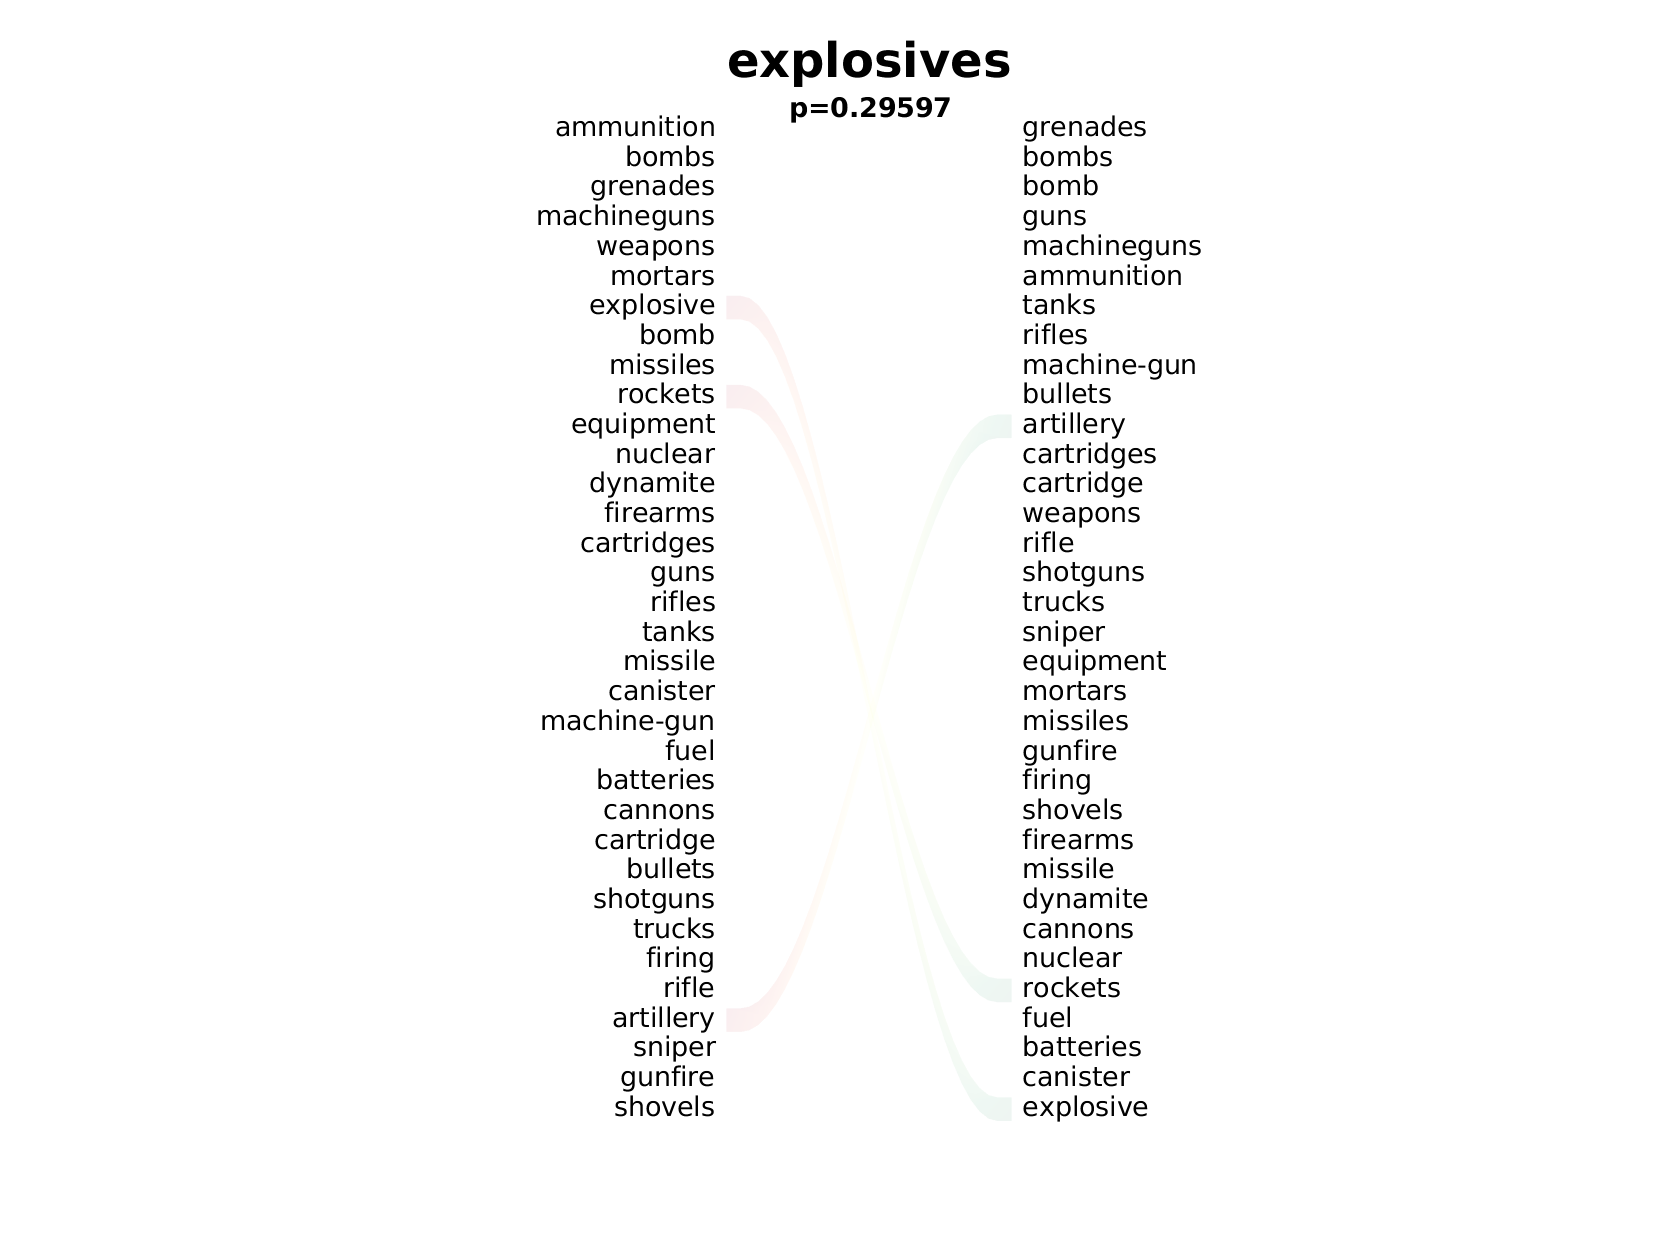 explosives
p=0.29597
ammunition
bombs
grenades
machineguns
weapons
mortars
explosive
bomb
missiles
rockets
equipment
nuclear
dynamite
firearms
cartridges
guns
rifles
tanks
missile
canister
machine-gun
fuel
batteries
cannons
cartridge
bullets
shotguns
trucks
firing
rifle
artillery
sniper
gunfire
shovels
grenades
bombs
bomb
guns
machineguns
ammunition
tanks
rifles
machine-gun
bullets
artillery
cartridges
cartridge
weapons
rifle
shotguns
trucks
sniper
equipment
mortars
missiles
gunfire
firing
shovels
firearms
missile
dynamite
cannons
nuclear
rockets
fuel
batteries
canister
explosive